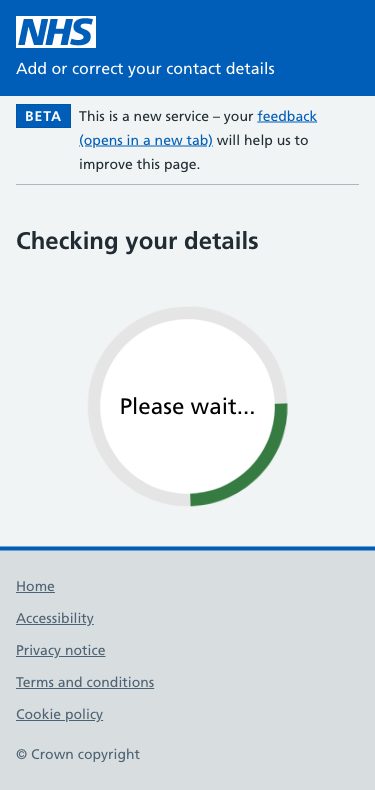 NHS
Add or correct your contact details
BETA
This is a new service – your feedback
(opens in a new tab) will help us to
improve this page.
Checking your details
Please wait...
Home
Accessibility
Privacy notice
Terms and conditions
Cookie policy
© Crown copyright